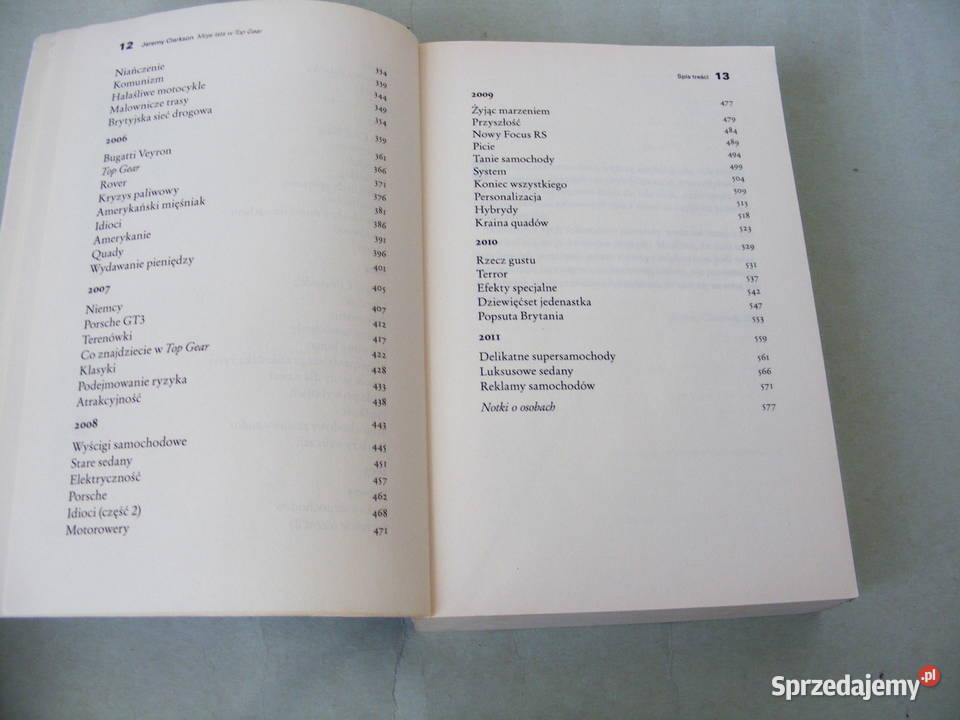 12 Jeremy Clarkson Moje lata w Top Gear
Niańczenie 334
Komunizm 339
Hałaśliwe motocykle 344
Malownicze trasy 349
Brytyjska sieć drogowa 354
2006 359
Bugatti Veyron 361
Top Gear 366
Rover 371
Kryzys paliwowy 376
Amerykański mięśniak 381
Idioci 386
Amerykanie 391
Quady 396
Wydawanie pieniędzy 401
2007 405
Niemcy 407
Porsche GT3 412
Terenówki 417
Co znajdziecie w Top Gear 422
Klasyki 428
Podejmowanie ryzyka 433
Atrakcyjność 438
2008 443
Wyścigi samochodowe 445
Stare sedany 451
Elektryczność 457
Porsche 462
Idioci (część 2) 468
Motorowery 471
Spis treści 13
2009 477
Żyjąc marzeniem 479
Przyszłość 484
Nowy Focus RS 489
Picie 494
Tanie samochody 499
System 504
Koniec wszystkiego 509
Personalizacja 513
Hybrydy 518
Kraina quadów 523
2010 529
Rzecz gustu 531
Terror 537
Efekty specjalne 542
Dziewięćset jedenastka 547
Popsuta Brytania 553
2011 559
Delikatne supersamochody 561
Luksusowe sedany 566
Reklamy samochodów 571
Notki o osobach 577
Sprzedajemy.pl